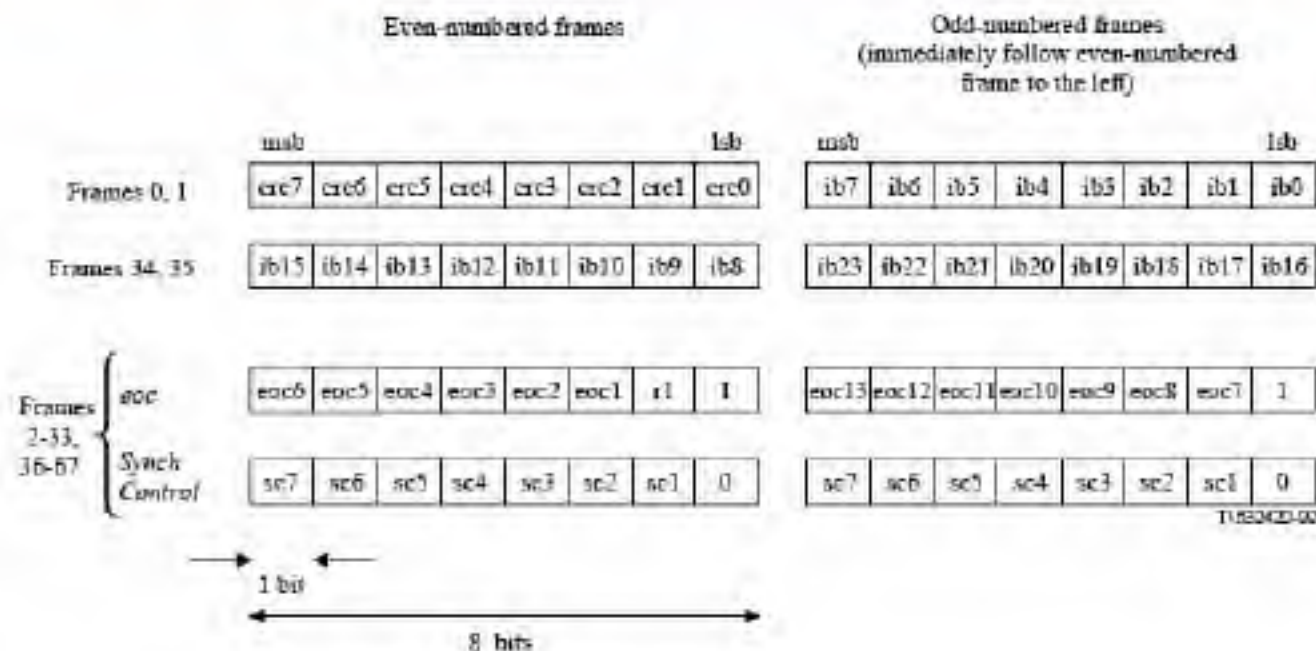 Even-numbered frames
Odd-numbered frames
(immediately follow even-numbered
frame to the left)
msb lsb msb lsb
Frames 0, 1 crc7 crc6 crc5 crc4 crc3 crc2 crc1 crc0 ib7 ib6 ib5 ib4 ib3 ib2 ib1 ib0
Frames 34, 35 ib15 ib14 ib13 ib12 ib11 ib10 ib9 ib8 ib23 ib22 ib21 ib20 ib19 ib18 ib17 ib16
Frames
2-33,
36-67
eoc eoc6 eoc5 eoc4 eoc3 eoc2 eoc1 r1 1 eoc13 eoc12 eoc11 eoc10 eoc9 eoc8 eoc7 1
Synch
Control sc7 sc6 sc5 sc4 sc3 sc2 sc1 0 sc7 sc6 sc5 sc4 sc3 sc2 sc1 0
1 bit
8 bits